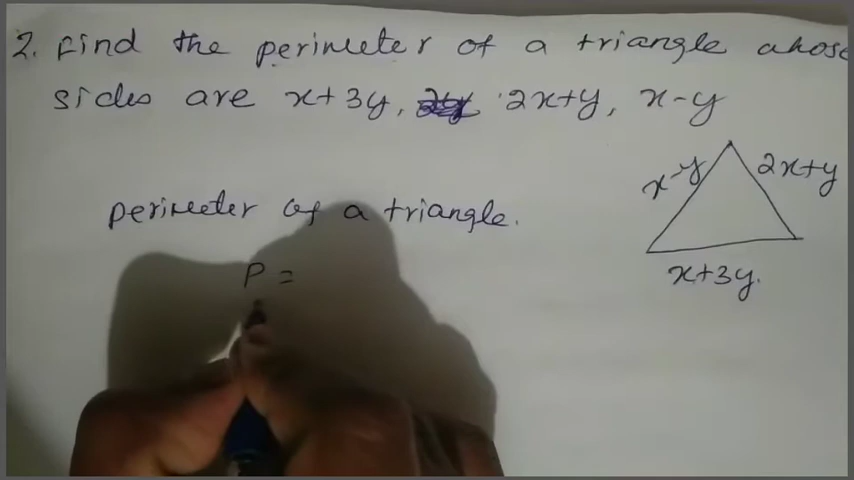 2. Find the perimeter of a triangle whose
sides are x+3y, 2x+y, x-y
x-y
2x+y
perimeter of a triangle.
P =
x+3y.